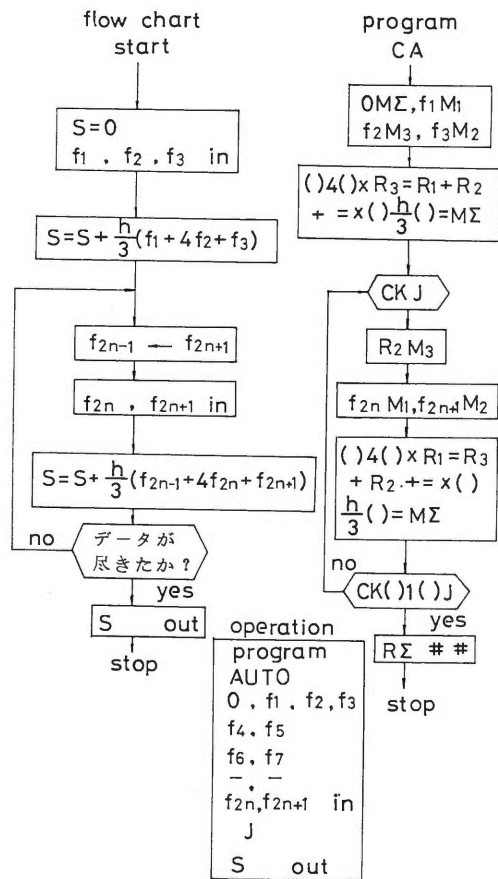 flow chart
start
S=0
f1 , f2 , f3 in
S=S+ h/3 (f1+4f2+f3)
f2n-1 ← f2n+1
f2n , f2n+1 in
S=S+ h/3 (f2n-1+4f2n+f2n+1)
no
データが
尽きたか？
yes
S out
stop
program
CA
0MΣ,f1M1
f2M3, f3M2
()4()×R3=R1+R2
+ =×() h/3 ()=MΣ
CK J
R2 M3
f2n M1,f2n+1 M2
()4()×R1=R3
+ R2 .+=×()
h/3 ()=MΣ
no
CK()1()J
yes
RΣ # #
stop
operation
program
AUTO
0 , f1 , f2, f3
f4 , f5
f6 , f7
– , –
f2n,f2n+1 in
J
S out